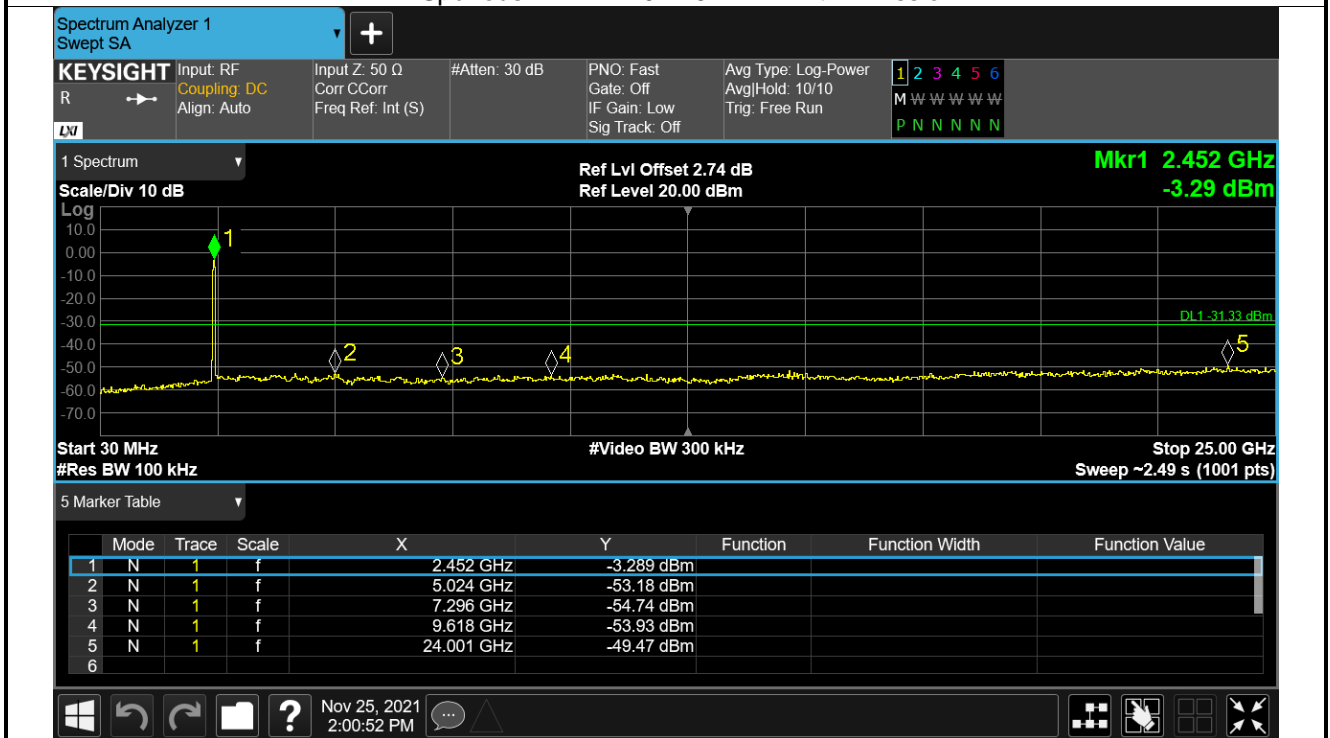 Spectrum Analyzer 1
Swept SA
+
KEYSIGHT
R
LXI
Input: RF
Coupling: DC
Align: Auto
Input Z: 50 Ω
Corr CCorr
Freq Ref: Int (S)
#Atten: 30 dB
PNO: Fast
Gate: Off
IF Gain: Low
Sig Track: Off
Avg Type: Log-Power
Avg|Hold: 10/10
Trig: Free Run
1 2 3 4 5 6
M W W W W W
P N N N N N
1 Spectrum
Scale/Div 10 dB
Ref Lvl Offset 2.74 dB
Ref Level 20.00 dBm
Mkr1 2.452 GHz
-3.29 dBm
Log
10.0
0.00
-10.0
-20.0
-30.0
-40.0
-50.0
-60.0
-70.0
1
DL1 -31.33 dBm
2
3
4
5
Start 30 MHz
#Video BW 300 kHz
Stop 25.00 GHz
#Res BW 100 kHz
Sweep ~2.49 s (1001 pts)
5 Marker Table
Mode Trace Scale X Y Function Function Width Function Value
1 N 1 f 2.452 GHz -3.289 dBm
2 N 1 f 5.024 GHz -53.18 dBm
3 N 1 f 7.296 GHz -54.74 dBm
4 N 1 f 9.618 GHz -53.93 dBm
5 N 1 f 24.001 GHz -49.47 dBm
6
?
Nov 25, 2021
2:00:52 PM